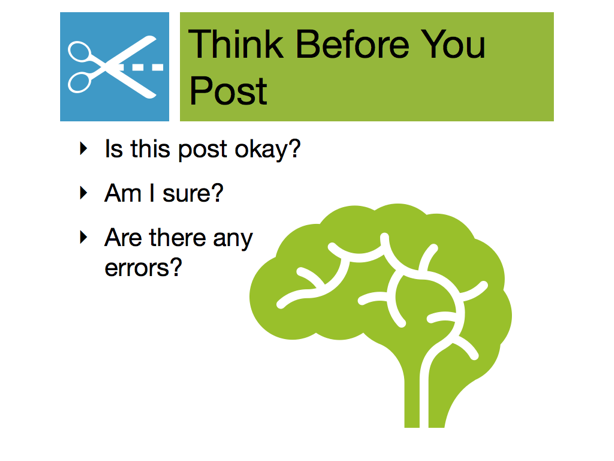 Think Before You
Post
Is this post okay?
Am I sure?
Are there any
errors?